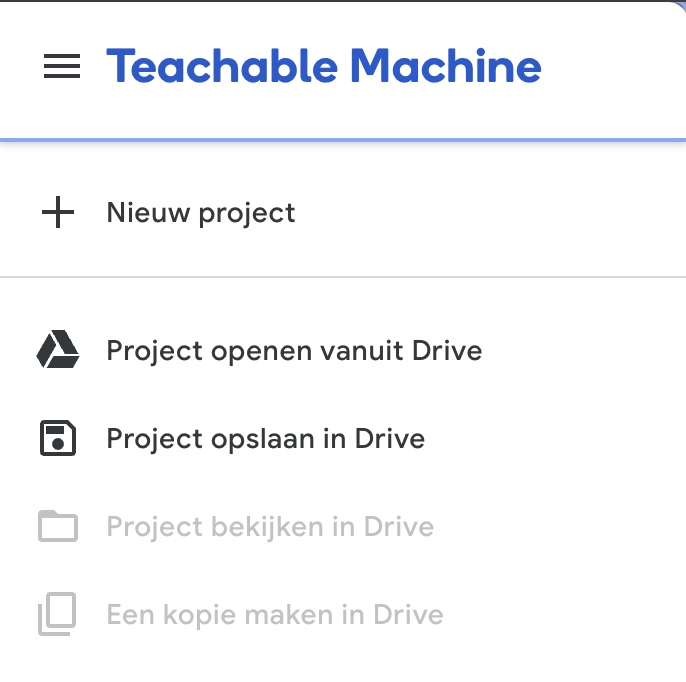 Teachable Machine
Nieuw project
Project openen vanuit Drive
Project opslaan in Drive
Project bekijken in Drive
Een kopie maken in Drive